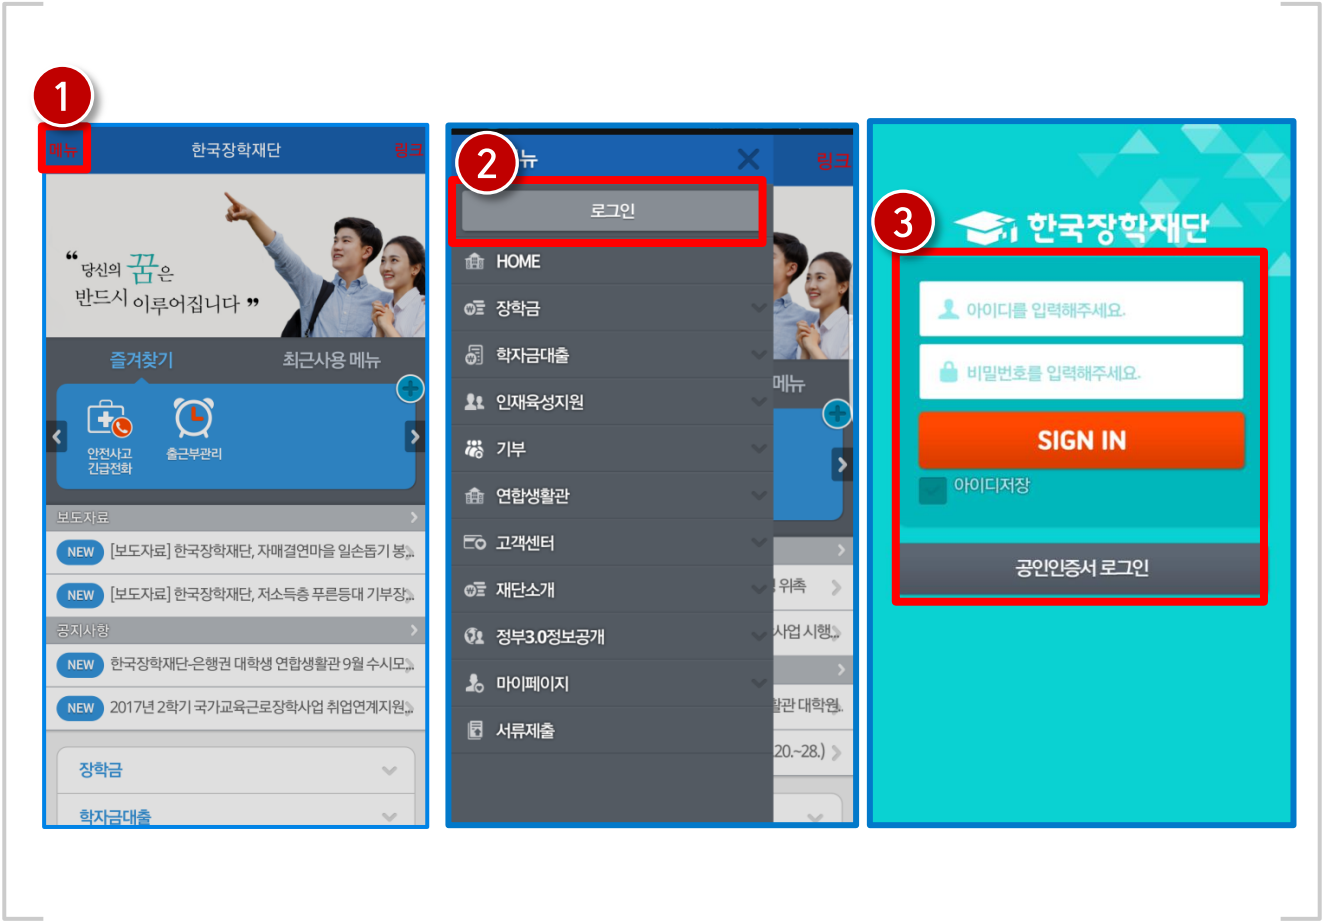 1
메뉴
한국장학재단
링크
“당신의 꿈은
반드시 이루어집니다”
즐겨찾기
최근사용 메뉴
안전사고
긴급전화
출근부관리
보도자료
NEW [보도자료] 한국장학재단, 자매결연마을 일손돕기 봉...
NEW [보도자료] 한국장학재단, 저소득층 푸른등대 기부장...
공지사항
NEW 한국장학재단-은행권 대학생 연합생활관 9월 수시모...
NEW 2017년 2학기 국가교육근로장학사업 취업연계지원...
장학금
학자금대출
2
뉴
링크
로그인
HOME
장학금
학자금대출
인재육성지원
기부
연합생활관
고객센터
재단소개
정부3.0정보공개
마이페이지
서류제출
메뉴
위촉
사업 시행...
활관 대학원..
20.~28.)
3
한국장학재단
아이디를 입력해주세요.
비밀번호를 입력해주세요.
SIGN IN
아이디저장
공인인증서 로그인